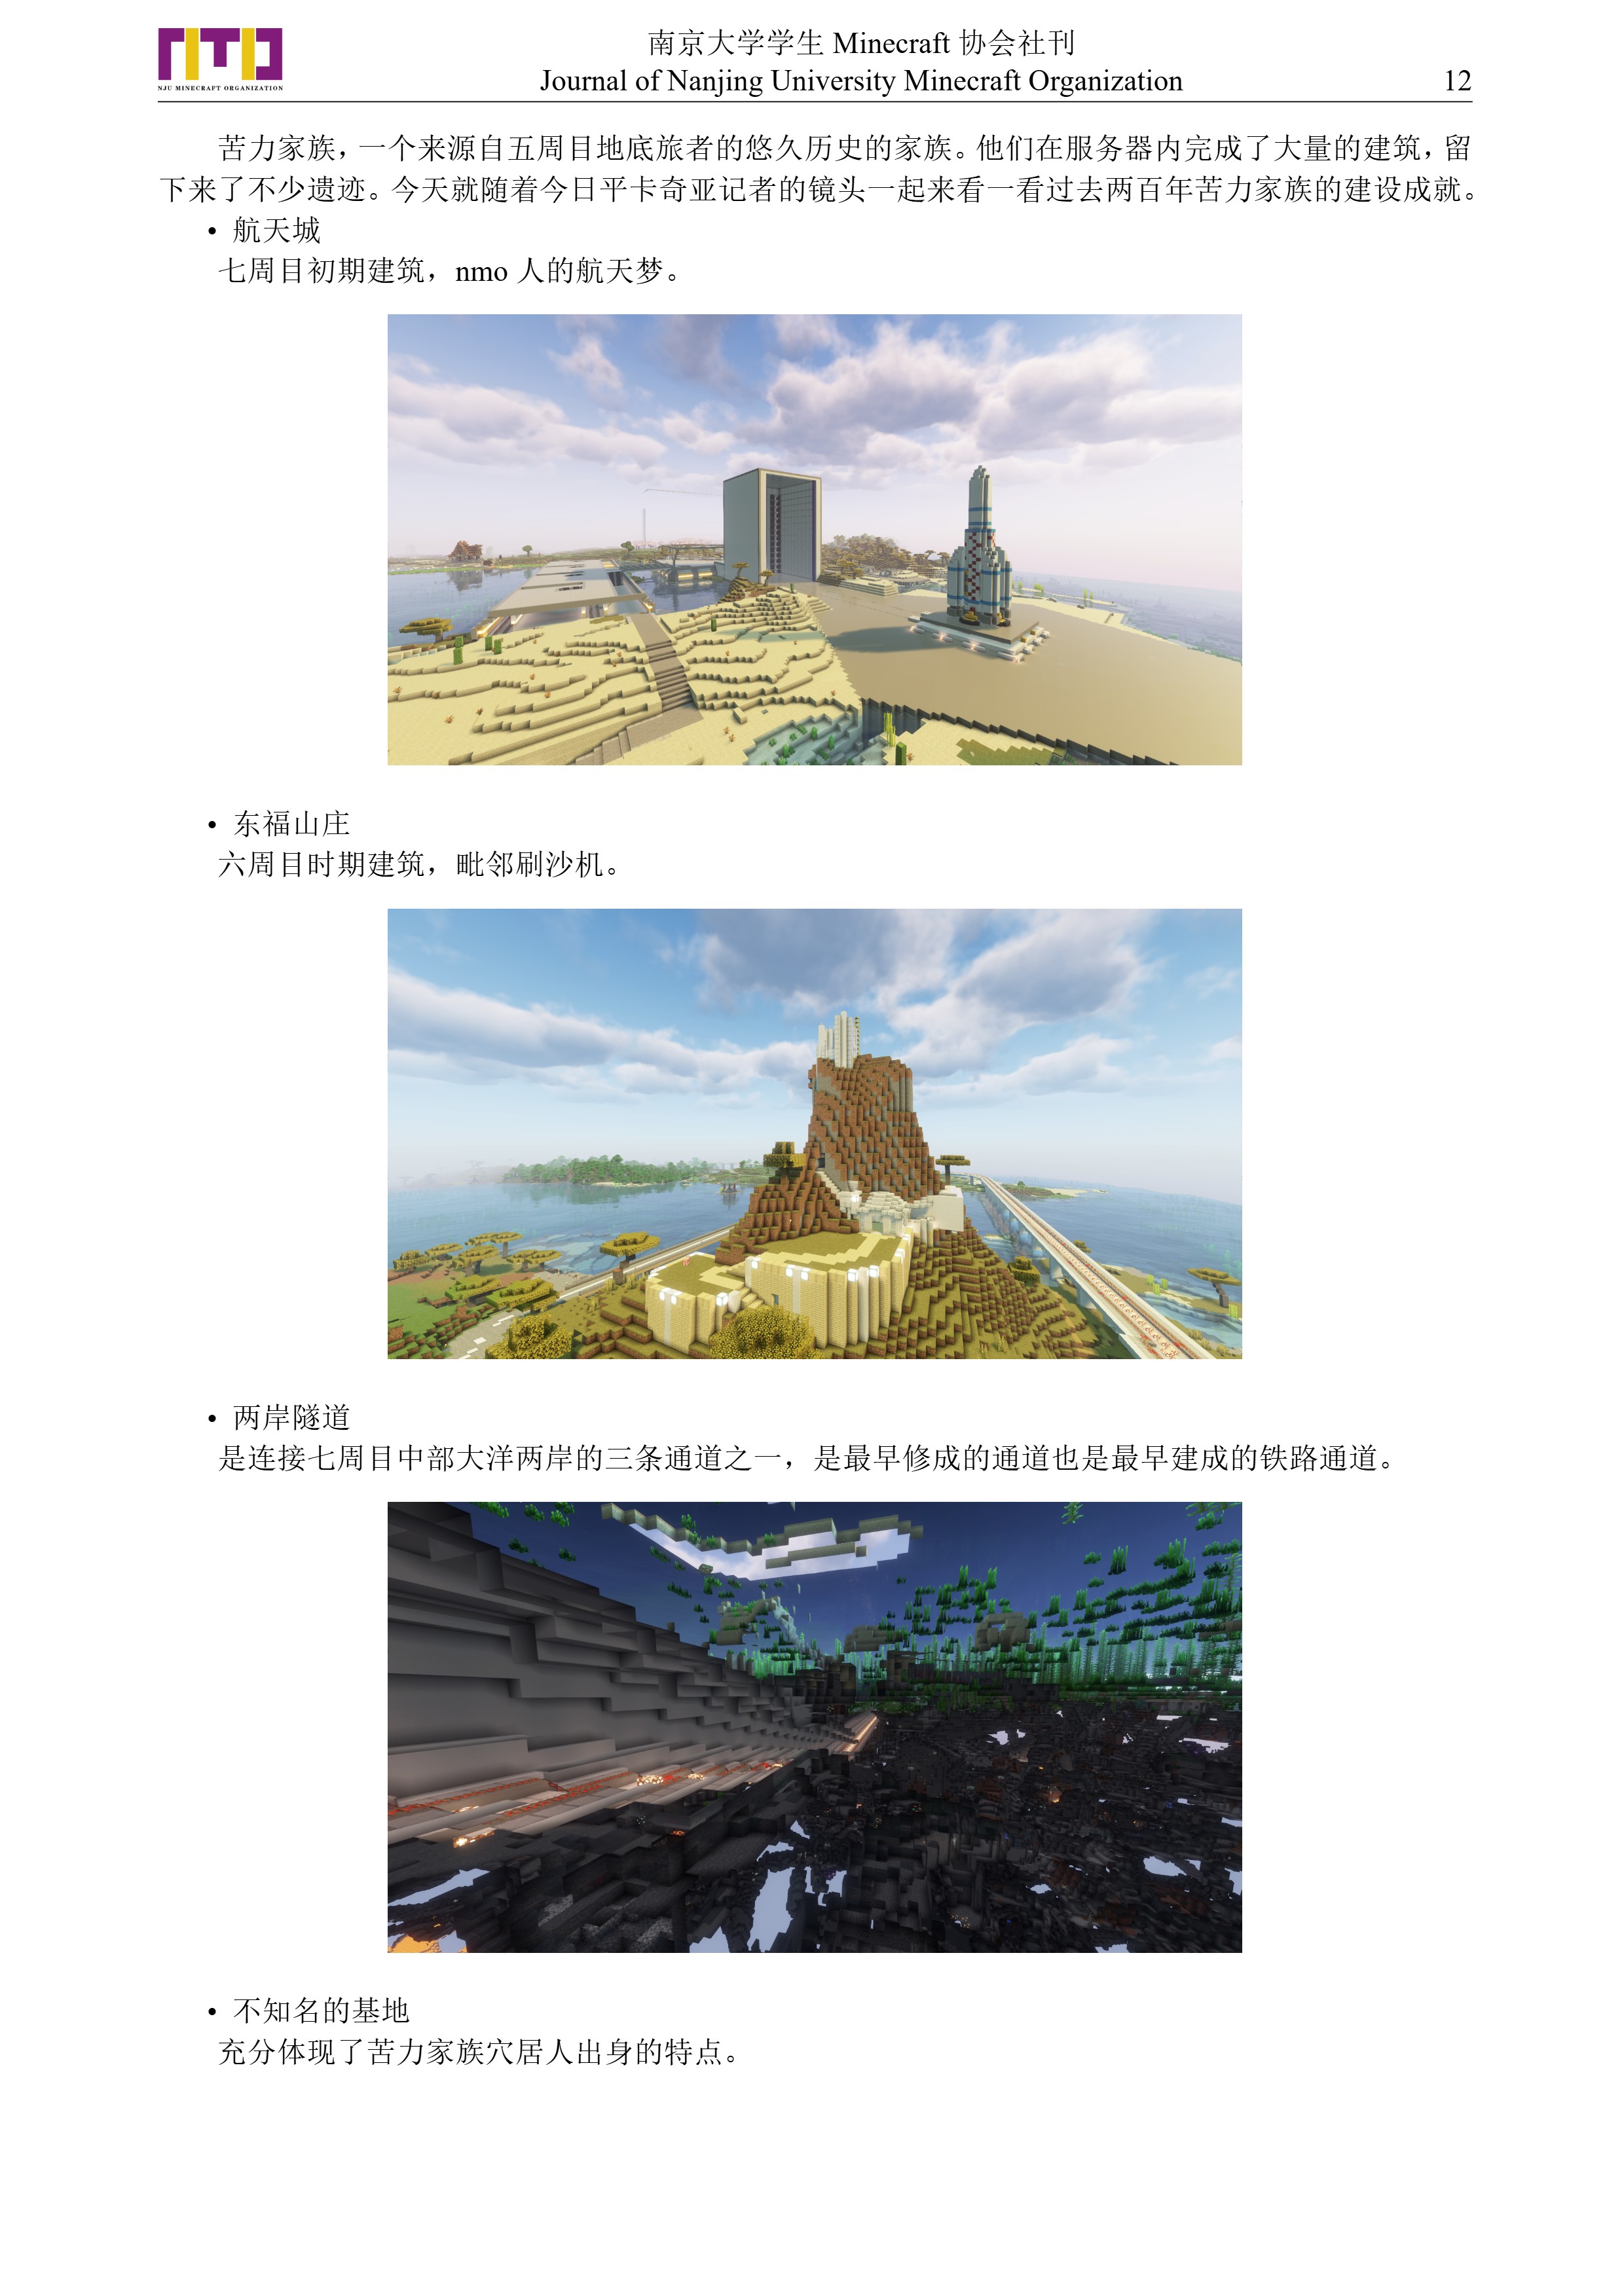 NJU MINECRAFT ORGANIZATION
南京大学学生 Minecraft 协会社刊
Journal of Nanjing University Minecraft Organization
12
苦力家族，一个来源自五周目地底旅者的悠久历史的家族。他们在服务器内完成了大量的建筑，留
下来了不少遗迹。今天就随着今日平卡奇亚记者的镜头一起来看一看过去两百年苦力家族的建设成就。
• 航天城
七周目初期建筑，nmo 人的航天梦。
• 东福山庄
六周目时期建筑，毗邻刷沙机。
• 两岸隧道
是连接七周目中部大洋两岸的三条通道之一，是最早修成的通道也是最早建成的铁路通道。
• 不知名的基地
充分体现了苦力家族穴居人出身的特点。